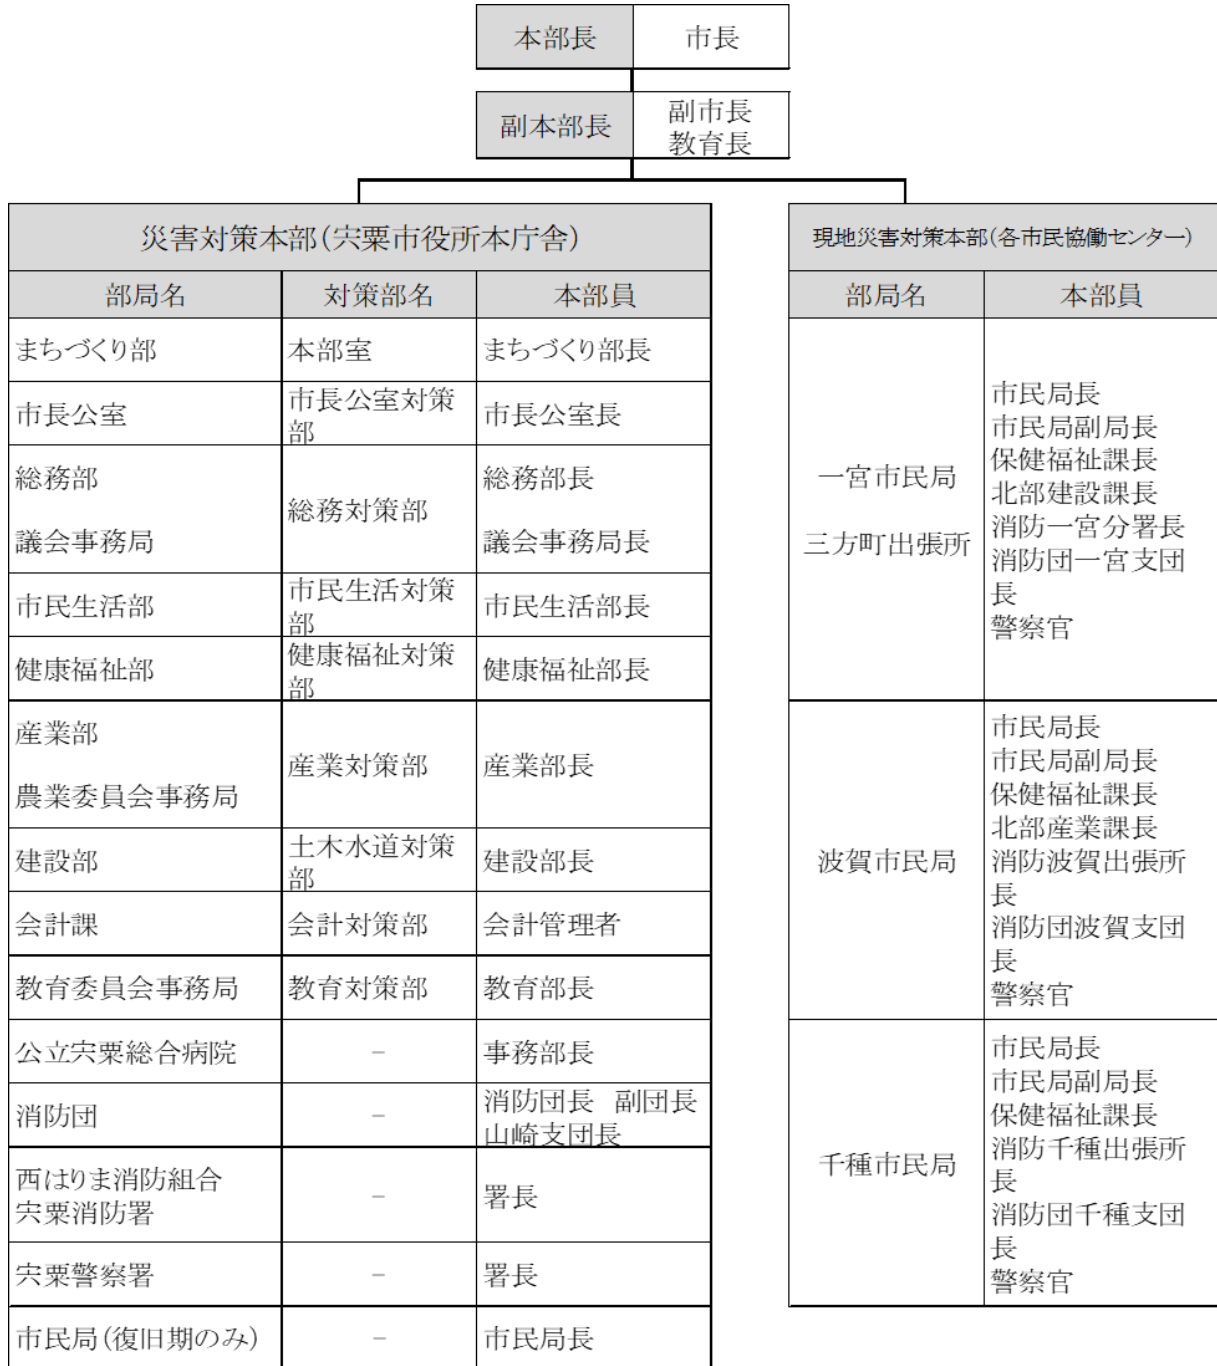 本部長 市長
副本部長 副市長
教育長
災害対策本部(宍粟市役所本庁舎)
部局名 対策部名 本部員
まちづくり部 本部室 まちづくり部長
市長公室 市長公室対策
部 市長公室長
総務部 総務対策部 総務部長
議会事務局 議会事務局長
市民生活部 市民生活対策
部 市民生活部長
健康福祉部 健康福祉対策
部 健康福祉部長
産業部 産業対策部 産業部長
農業委員会事務局
建設部 土木水道対策
部 建設部長
会計課 会計対策部 会計管理者
教育委員会事務局 教育対策部 教育部長
公立宍粟総合病院 － 事務部長
消防団 － 消防団長　副団長
山崎支団長
西はりま消防組合
宍粟消防署 － 署長
宍粟警察署 － 署長
市民局(復旧期のみ) － 市民局長
現地災害対策本部(各市民協働センター)
部局名 本部員
一宮市民局
三方町出張所
市民局長
市民局副局長
保健福祉課長
北部建設課長
消防一宮分署長
消防団一宮支団
長
警察官
波賀市民局
市民局長
市民局副局長
保健福祉課長
北部産業課長
消防波賀出張所
長
消防団波賀支団
長
警察官
千種市民局
市民局長
市民局副局長
保健福祉課長
消防千種出張所
長
消防団千種支団
長
警察官